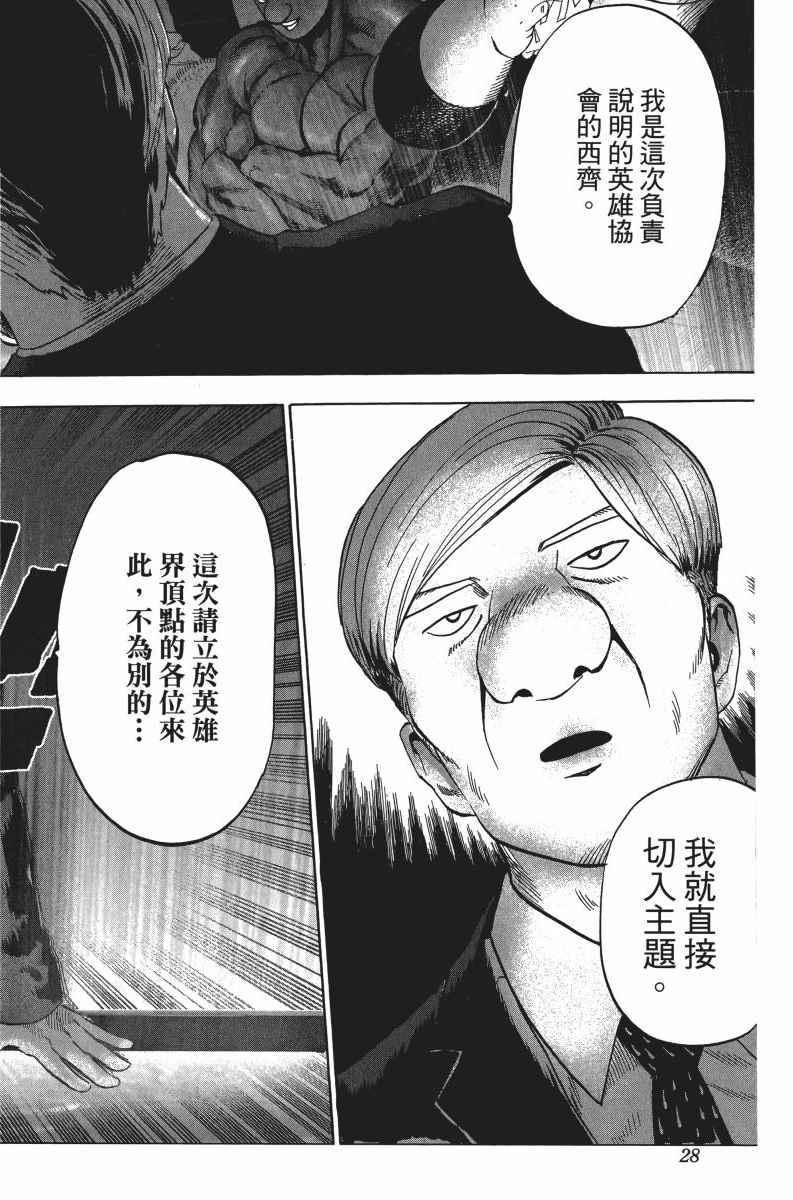 我是這次負責
說明的英雄協
會的西齊。
我就直接
切入主題。
這次請立於英雄
界頂點的各位來
此，不為別的…
28